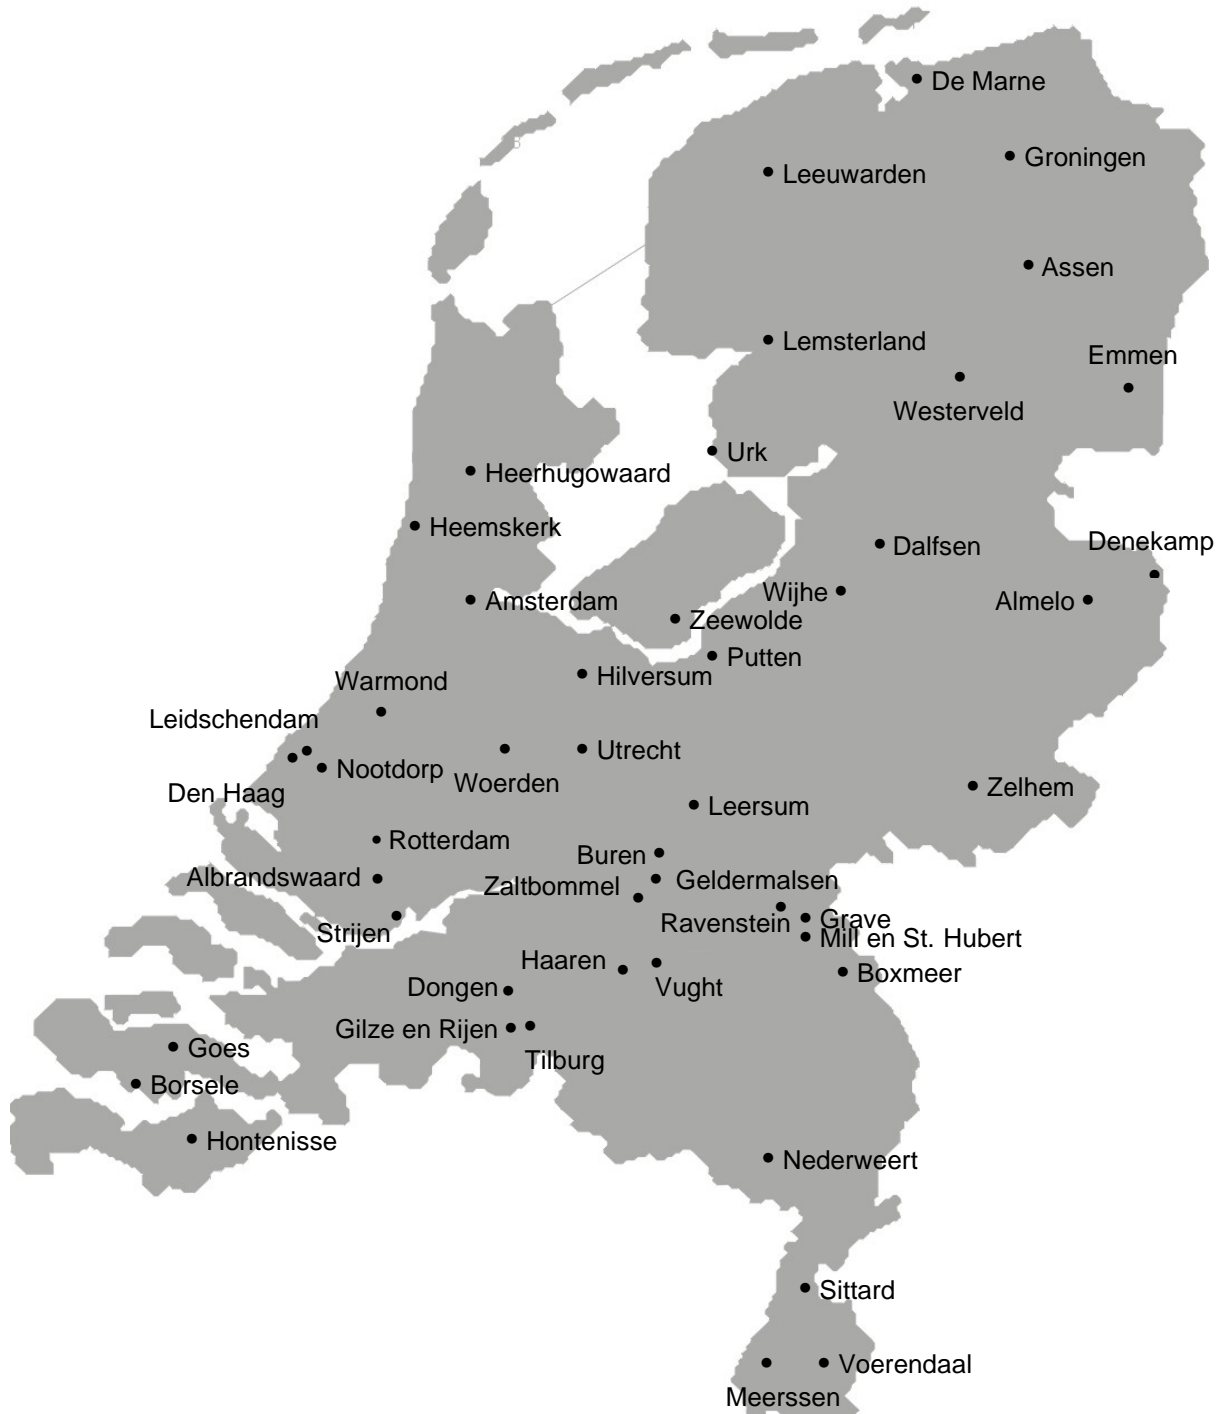 De Marne
Groningen
Leeuwarden
Assen
Lemsterland
Emmen
Westerveld
Urk
Heerhugowaard
Heemskerk
Dalfsen
Denekamp
Wijhe
Almelo
Amsterdam
Zeewolde
Putten
Hilversum
Warmond
Leidschendam
Utrecht
Nootdorp
Woerden
Zelhem
Den Haag
Leersum
Rotterdam
Buren
Albrandswaard
Geldermalsen
Zaltbommel
Ravenstein
Grave
Strijen
Mill en St. Hubert
Haaren
Boxmeer
Vught
Dongen
Gilze en Rijen
Goes
Tilburg
Borsele
Hontenisse
Nederweert
Sittard
Voerendaal
Meerssen